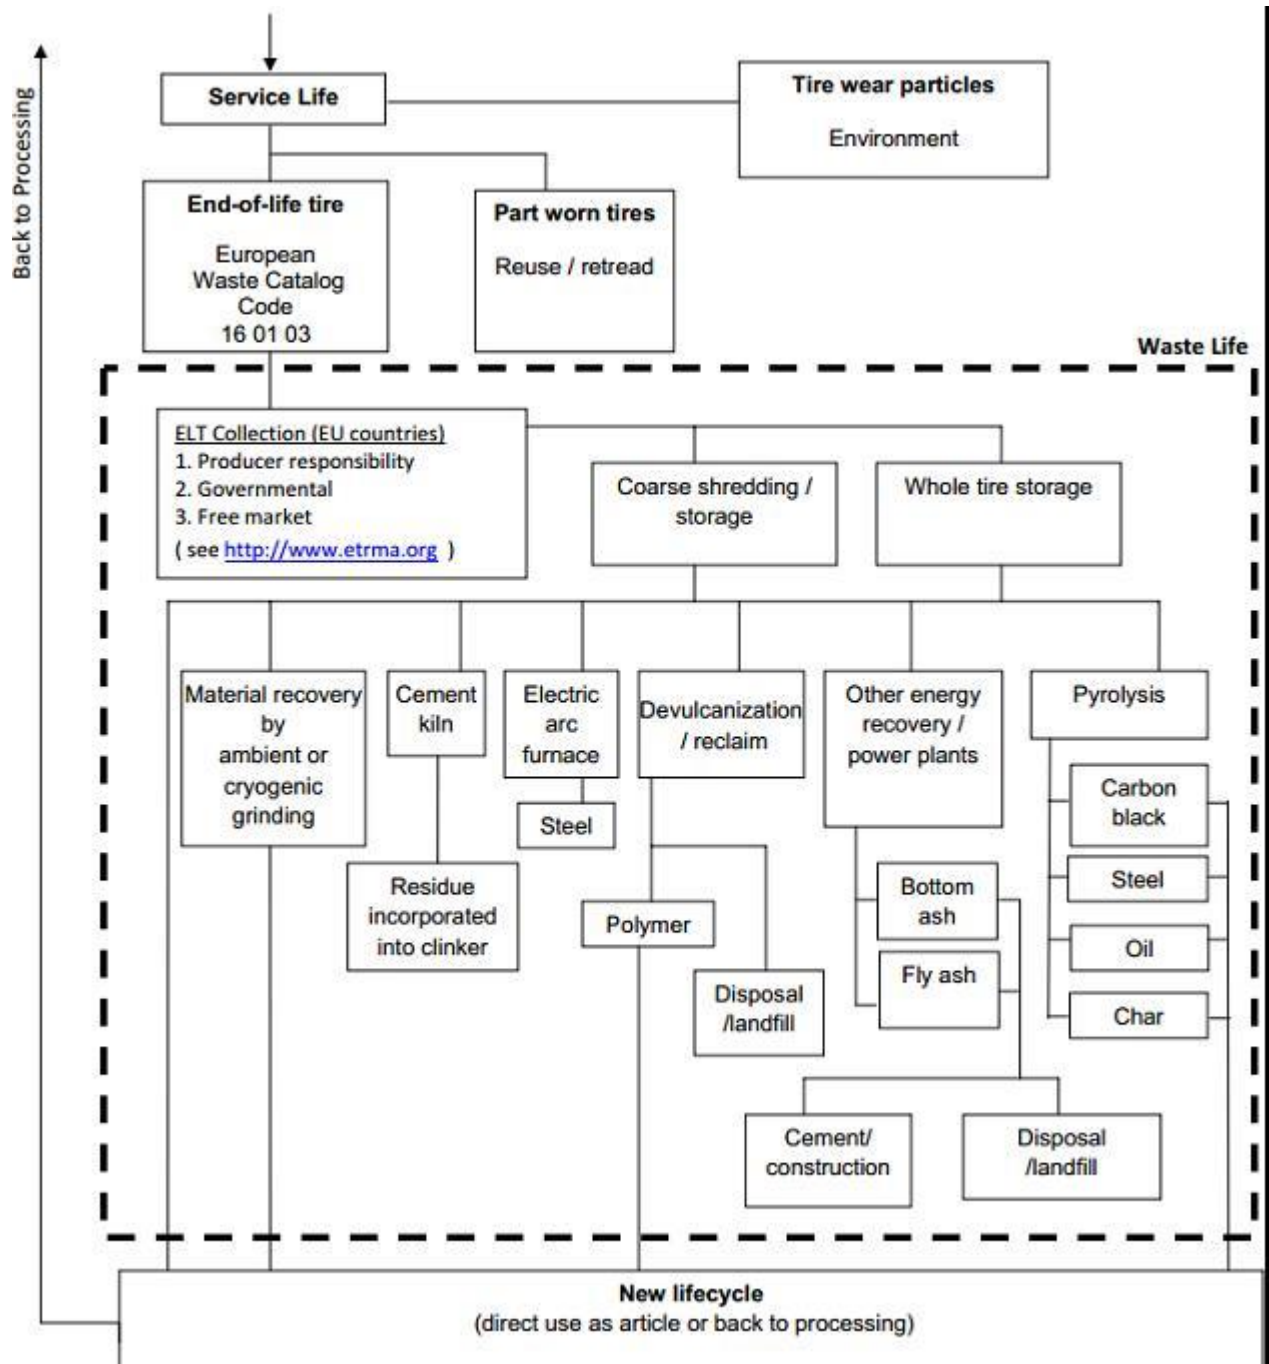 Back to Processing
Service Life
Tire wear particles
Environment
End-of-life tire
European
Waste Catalog
Code
16 01 03
Part worn tires
Reuse / retread
Waste Life
ELT Collection (EU countries)
1. Producer responsibility
2. Governmental
3. Free market
( see http://www.etrma.org )
Coarse shredding /
storage
Whole tire storage
Material recovery
by
ambient or
cryogenic
grinding
Cement
kiln
Electric
arc
furnace
Devulcanization
/ reclaim
Other energy
recovery /
power plants
Pyrolysis
Steel
Residue
incorporated
into clinker
Polymer
Disposal
/landfill
Bottom
ash
Fly ash
Carbon
black
Steel
Oil
Char
Cement/
construction
Disposal
/landfill
New lifecycle
(direct use as article or back to processing)